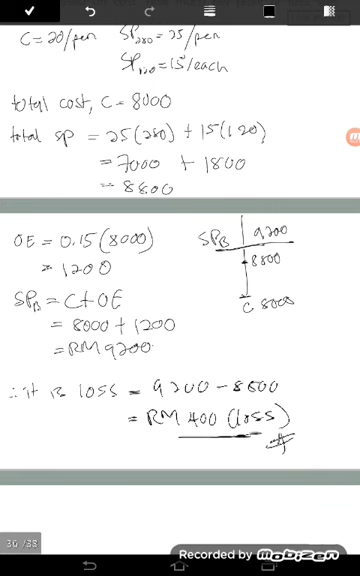 C = 20/pen SP280 = 25/pen
SP120 = 15/each
total cost, C = 8000
total SP = 25(280) + 15(120)
= 7000 + 1800
= 8800
OE = 0.15(8000)
= 1200
SPB 9200
8800
C 8000
SPB = C + OE
= 8000 + 1200
= RM 9200
∴ it is loss = 9200 - 8800
= RM 400 (loss) #
30 / 38
Recorded by Mobizen